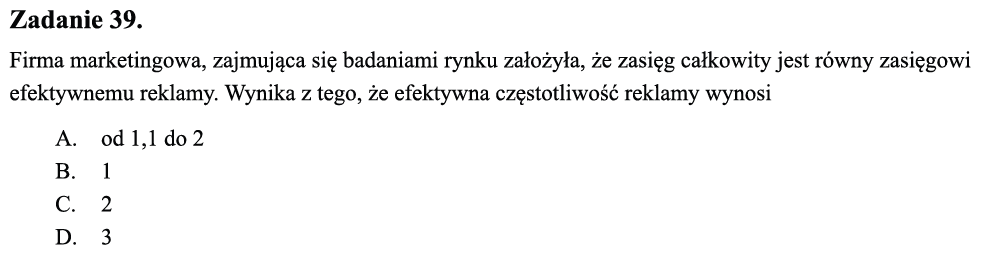 Zadanie 39.
Firma marketingowa, zajmująca się badaniami rynku założyła, że zasięg całkowity jest równy zasięgowi
efektywnemu reklamy. Wynika z tego, że efektywna częstotliwość reklamy wynosi
A. od 1,1 do 2
B. 1
C. 2
D. 3